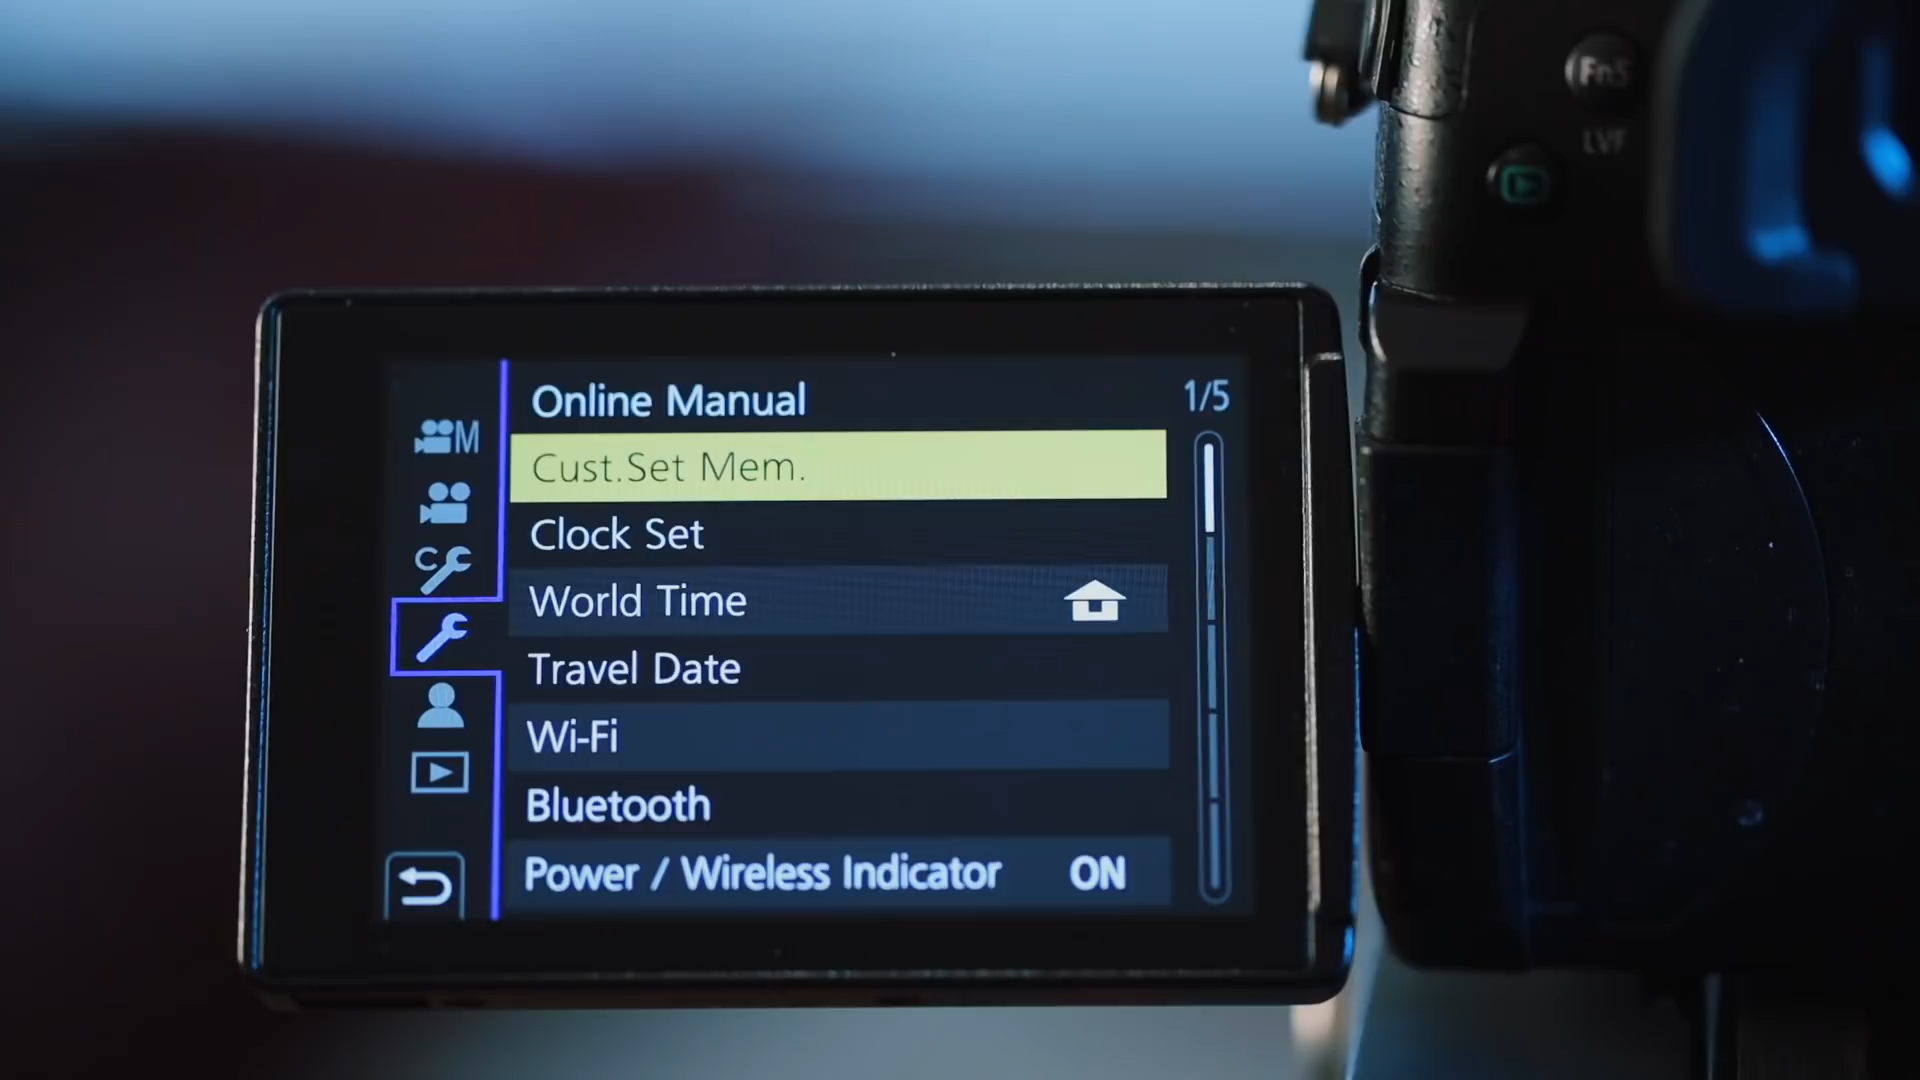 Fn5
LVF
Online Manual
1/5
Cust.Set Mem.
M
Clock Set
C
World Time
Travel Date
Wi-Fi
Bluetooth
Power / Wireless Indicator ON